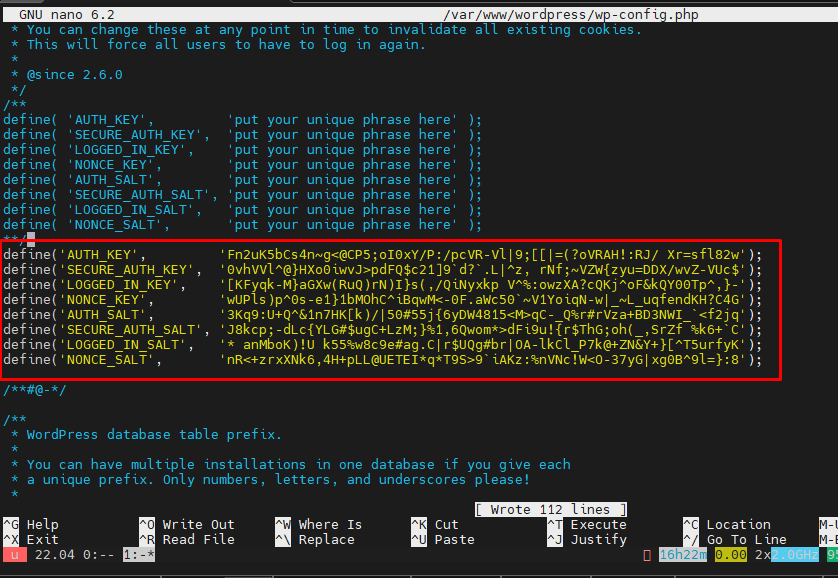 GNU nano 6.2 /var/www/wordpress/wp-config.php
* You can change these at any point in time to invalidate all existing cookies.
* This will force all users to have to log in again.
*
* @since 2.6.0
*/
/**
define( 'AUTH_KEY', 'put your unique phrase here' );
define( 'SECURE_AUTH_KEY', 'put your unique phrase here' );
define( 'LOGGED_IN_KEY', 'put your unique phrase here' );
define( 'NONCE_KEY', 'put your unique phrase here' );
define( 'AUTH_SALT', 'put your unique phrase here' );
define( 'SECURE_AUTH_SALT', 'put your unique phrase here' );
define( 'LOGGED_IN_SALT', 'put your unique phrase here' );
define( 'NONCE_SALT', 'put your unique phrase here' );
**/
define('AUTH_KEY', 'Fn2uK5bCs4n~g<@CP5;oI0xY/P:/pcVR-Vl|9;[[|=(?oVRAH!:RJ/ Xr=sfl82w');
define('SECURE_AUTH_KEY', '0vhVVl^@}HXo0iwvJ>pdFQ$c21]9`d?`.L|^z, rNf;~VZW{zyu=DDX/wvZ-VUc$');
define('LOGGED_IN_KEY', '[KFyqk-M}aGXw(RuQ)rN)I}s(,/QiNyxkp V^%:owzXA?cQKj^oF&kQY00Tp^,}-');
define('NONCE_KEY', 'wUPls)p^0s-e1}1bMOhC^iBqwM<-0F.aWc50`~V1YoiqN-w|_~L_uqfendKH?C4G');
define('AUTH_SALT', '3Kq9:U+Q^&1n7HK[k)/|50#55j{6yDW4815<M>qC-_Q%r#rVza+BD3NWI_`<f2jq');
define('SECURE_AUTH_SALT', 'J8kcp;-dLc{YLG#$ugC+LzM;}%1,6Qwom*>dFi9u!{r$ThG;oh(_,SrZf %k6+`C');
define('LOGGED_IN_SALT', '* anMboK)!U k55%w8c9e#ag.C|r$UQg#br|OA-lkCl_P7k@+ZN&Y+}[^T5urfyK');
define('NONCE_SALT', 'nR<+zrxXNk6,4H+pLL@UETEI*q*T9S>9`iAKz:%nVNc!W<O-37yG|xg0B^9l=}:8');
/**#@-*/
/**
* WordPress database table prefix.
*
* You can have multiple installations in one database if you give each
* a unique prefix. Only numbers, letters, and underscores please!
*
[ Wrote 112 lines ]
^G Help ^O Write Out ^W Where Is ^K Cut ^T Execute ^C Location M-U
^X Exit ^R Read File ^\ Replace ^U Paste ^J Justify ^/ Go To Line M-E
u 22.04 0:-- 1:-* 16h22m 0.00 2x2.0GHz